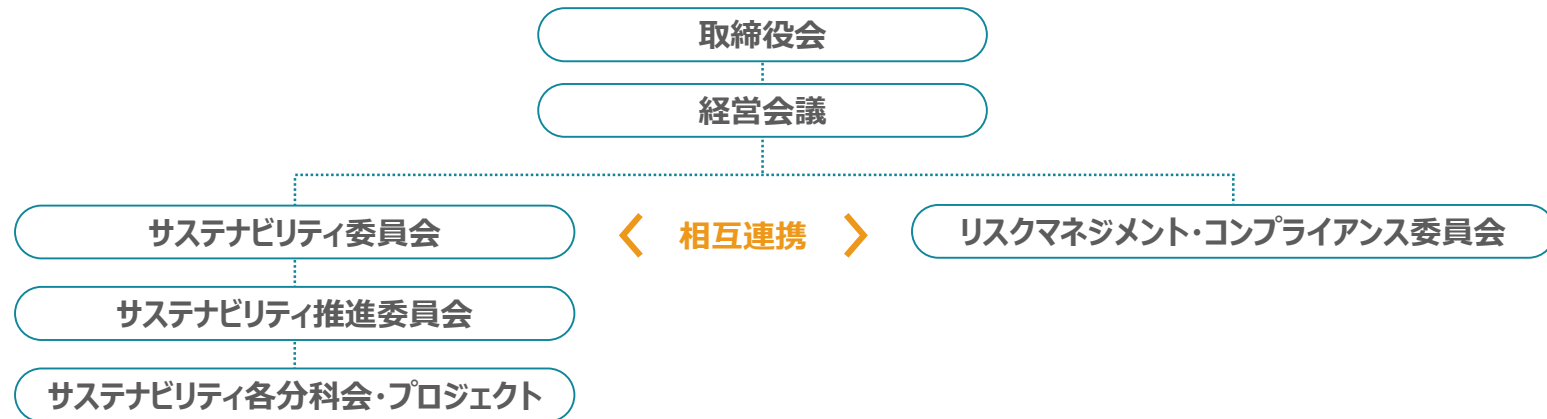 取締役会
経営会議
サステナビリティ委員会
相互連携
リスクマネジメント・コンプライアンス委員会
サステナビリティ推進委員会
サステナビリティ各分科会・プロジェクト